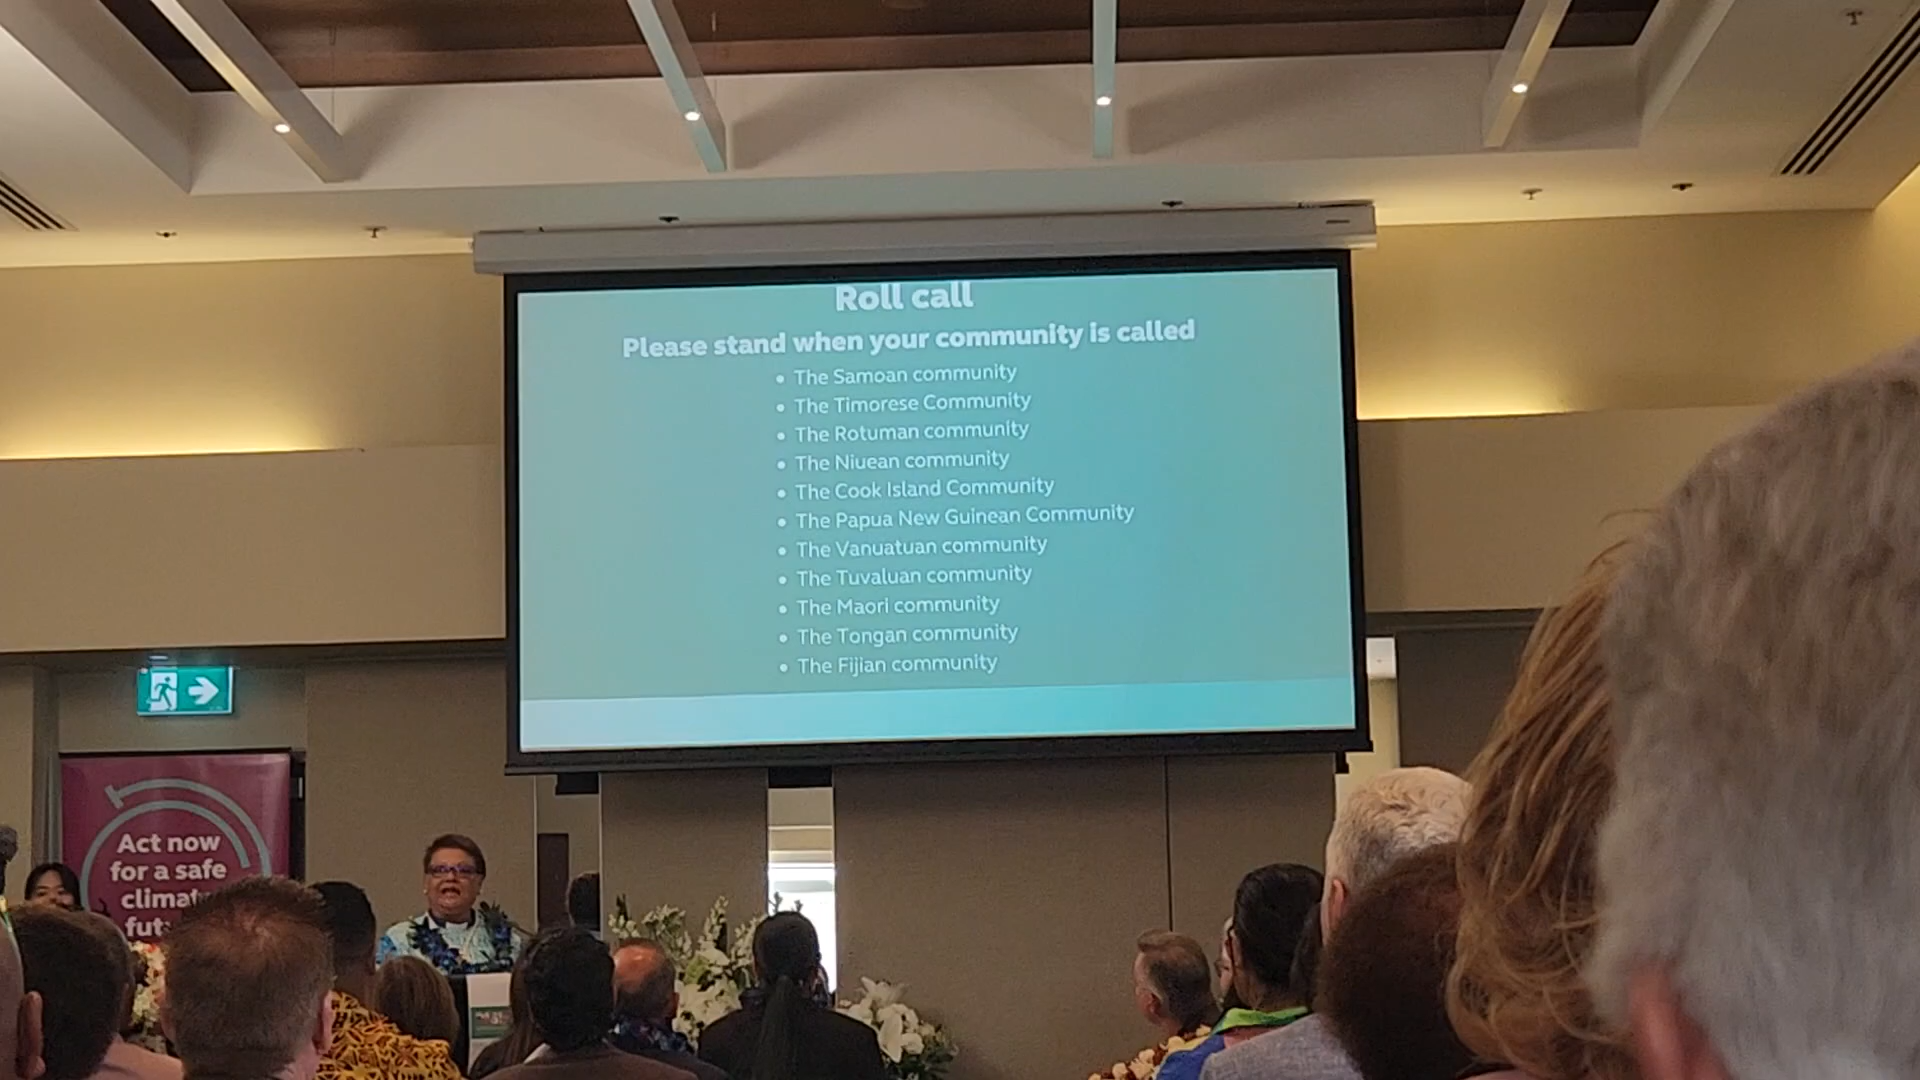 Roll call
Please stand when your community is called
• The Samoan community
• The Timorese Community
• The Rotuman community
• The Niuean community
• The Cook Island Community
• The Papua New Guinean Community
• The Vanuatuan community
• The Tuvaluan community
• The Maori community
• The Tongan community
• The Fijian community
Act now
for a safe